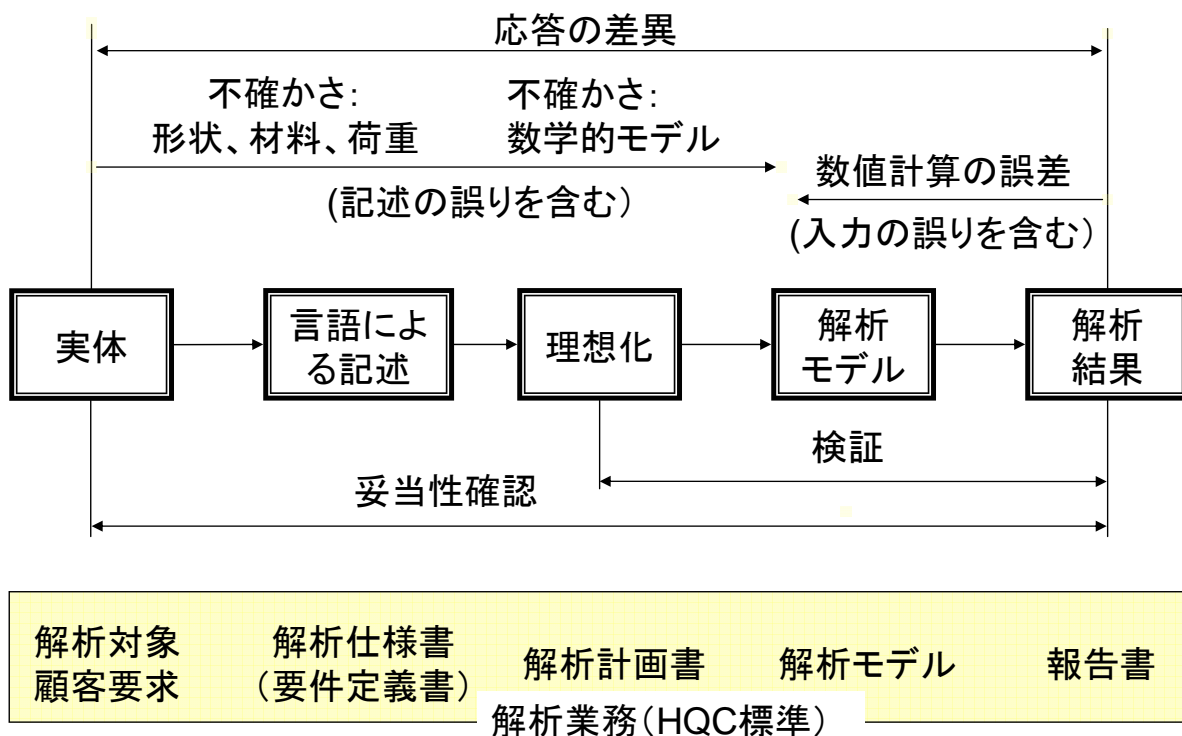 応答の差異
不確かさ:
形状、材料、荷重
不確かさ:
数学的モデル
(記述の誤りを含む）
数値計算の誤差
(入力の誤りを含む）
実体
言語によ
る記述
理想化
解析
モデル
解析
結果
検証
妥当性確認
解析対象
顧客要求
解析仕様書
（要件定義書）
解析計画書
解析モデル
報告書
解析業務（HQC標準）